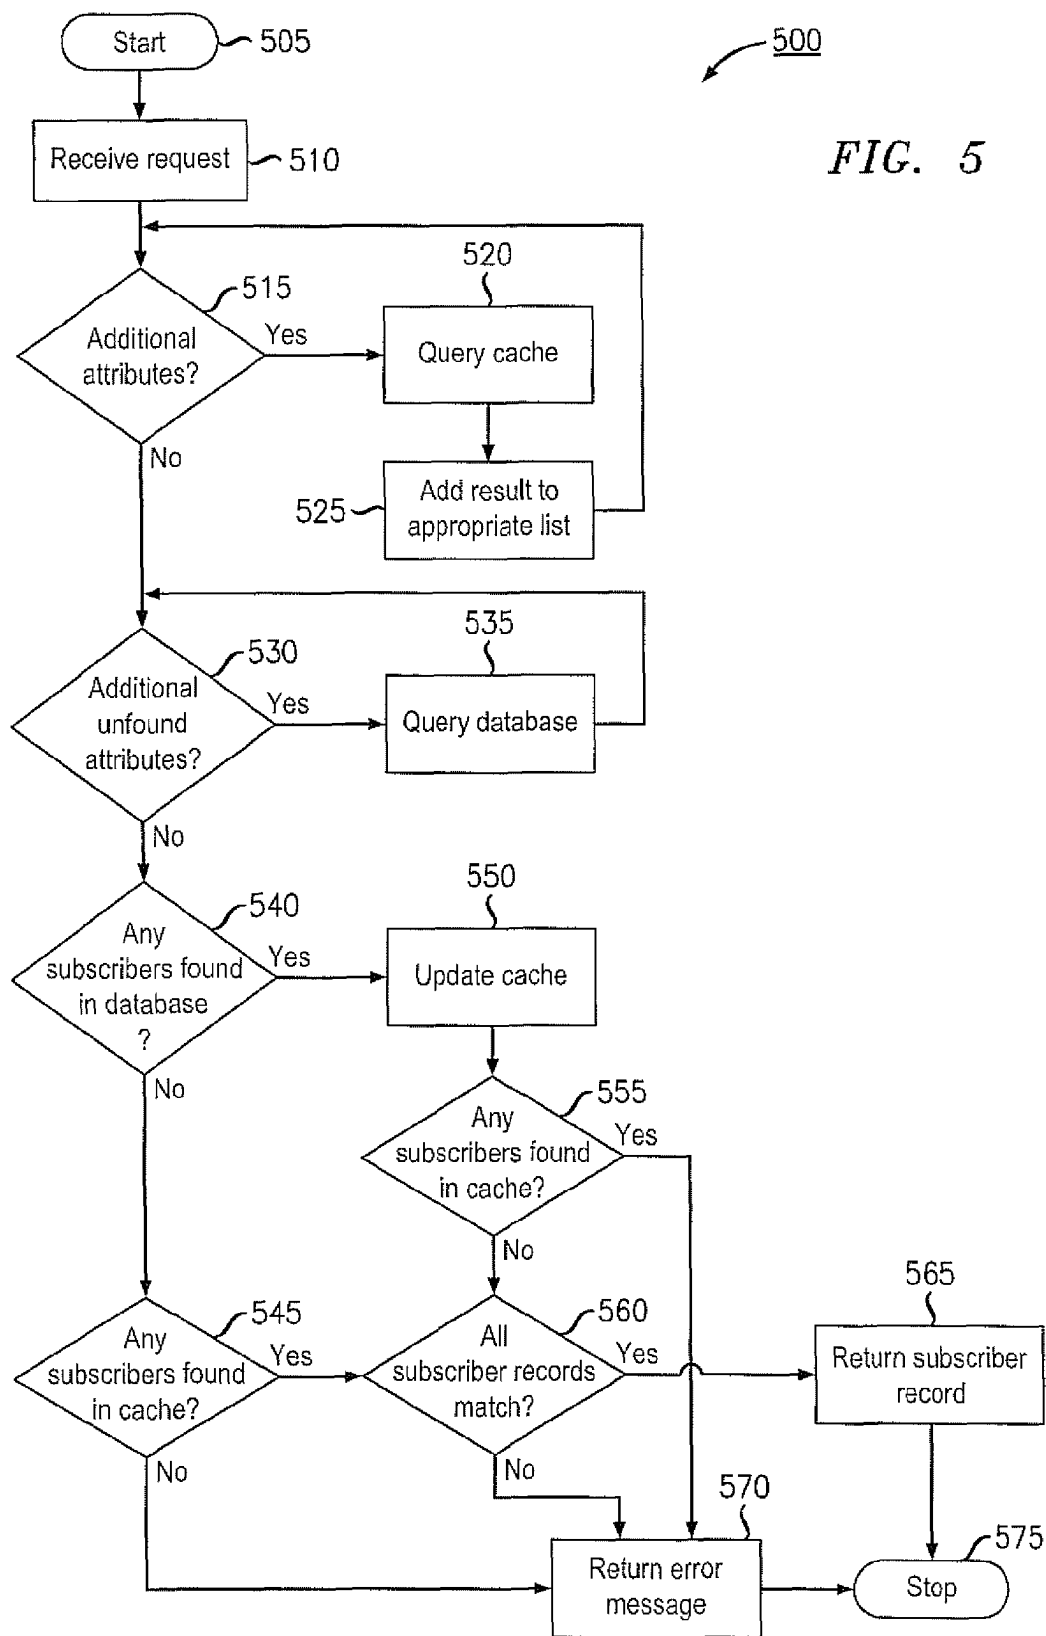 Start
505
500
FIG. 5
Receive request
510
515
Additional
attributes?
Yes
No
520
Query cache
525
Add result to
appropriate list
530
Additional
unfound
attributes?
Yes
No
535
Query database
540
Any
subscribers found
in database
?
Yes
No
550
Update cache
555
Any
subscribers found
in cache?
Yes
No
545
Any
subscribers found
in cache?
Yes
No
560
All
subscriber records
match?
Yes
No
565
Return subscriber
record
570
Return error
message
575
Stop